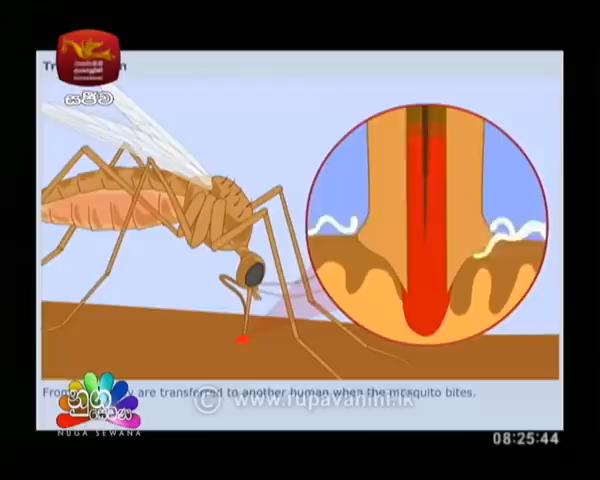 සජීව
From
y are transferred to another human when the mosquito bites.
© www.rupavahini.lk
නුග
සෙවණ
NUGA SEWANA
08:25:44